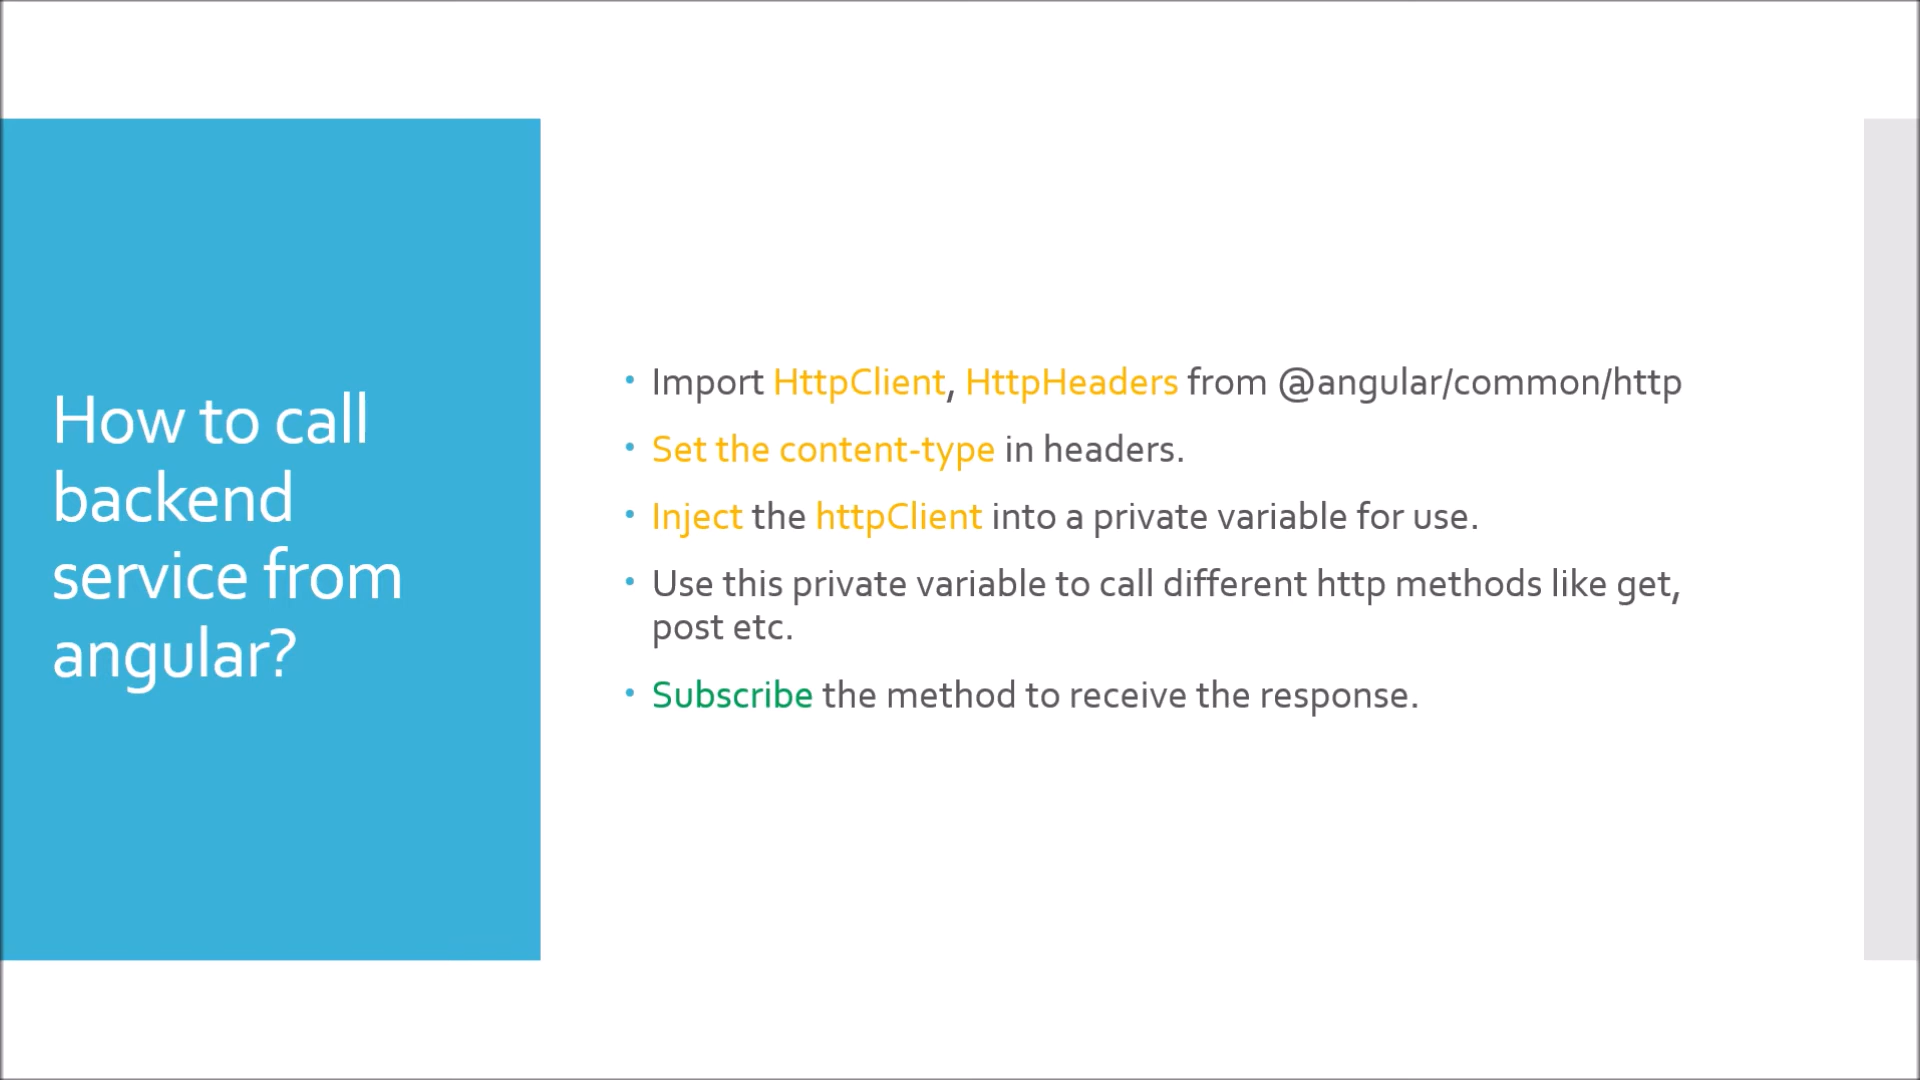 How to call
backend
service from
angular?
• Import HttpClient, HttpHeaders from @angular/common/http
• Set the content-type in headers.
• Inject the httpClient into a private variable for use.
• Use this private variable to call different http methods like get,
post etc.
• Subscribe the method to receive the response.